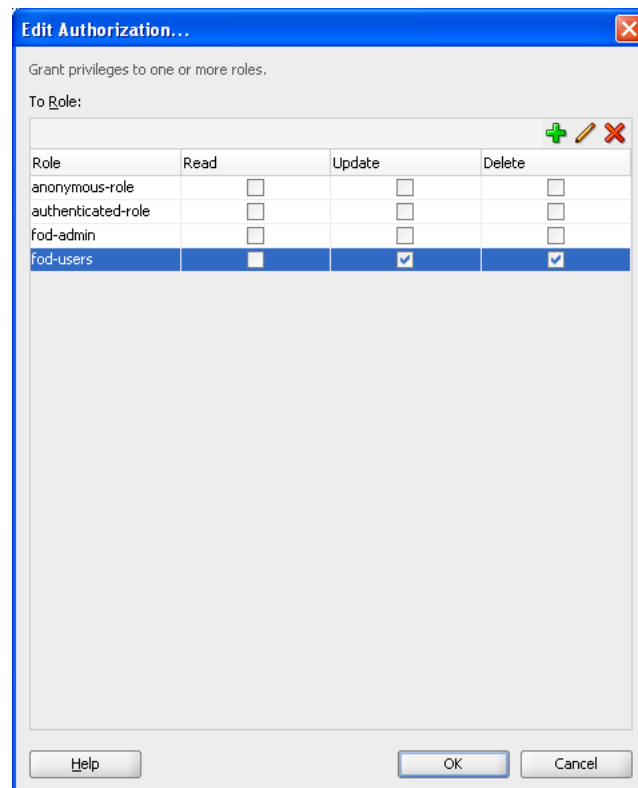 Edit Authorization...
Grant privileges to one or more roles.
To Role:
Role Read Update Delete
anonymous-role
authenticated-role
fod-admin
fod-users
Help OK Cancel